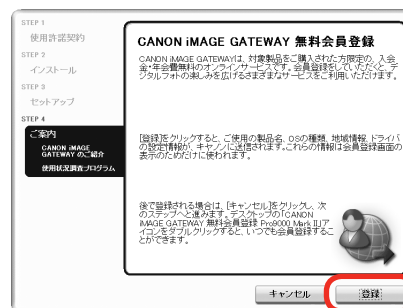 STEP 1
使用許諾契約
STEP 2
インストール
STEP 3
セットアップ
STEP 4
ご案内
CANON iMAGE
GATEWAY のご紹介
使用状況調査プログラム
CANON iMAGE GATEWAY 無料会員登録
CANON iMAGE GATEWAYは、対象製品をご購入された方限定の、入会
金・年会費無料のオンラインサービスです。会員登録をしていただくと、デ
ジタルフォトの楽しみを広げるさまざまなサービスをご利用いただけます。
[登録]をクリックすると、ご使用の製品名、OSの種類、地域情報、ドライバ
の設定情報が、キヤノンに送信されます。これらの情報は会員登録画面の
表示のためだけに使われます。
後で登録される場合は、[キャンセル]をクリックし、次
のステップへと進みます。デスクトップの「CANON
iMAGE GATEWAY 無料会員登録 Pro9000 Mark II」ア
イコンをダブルクリックすると、いつでも会員登録するこ
とができます。
キャンセル
登録